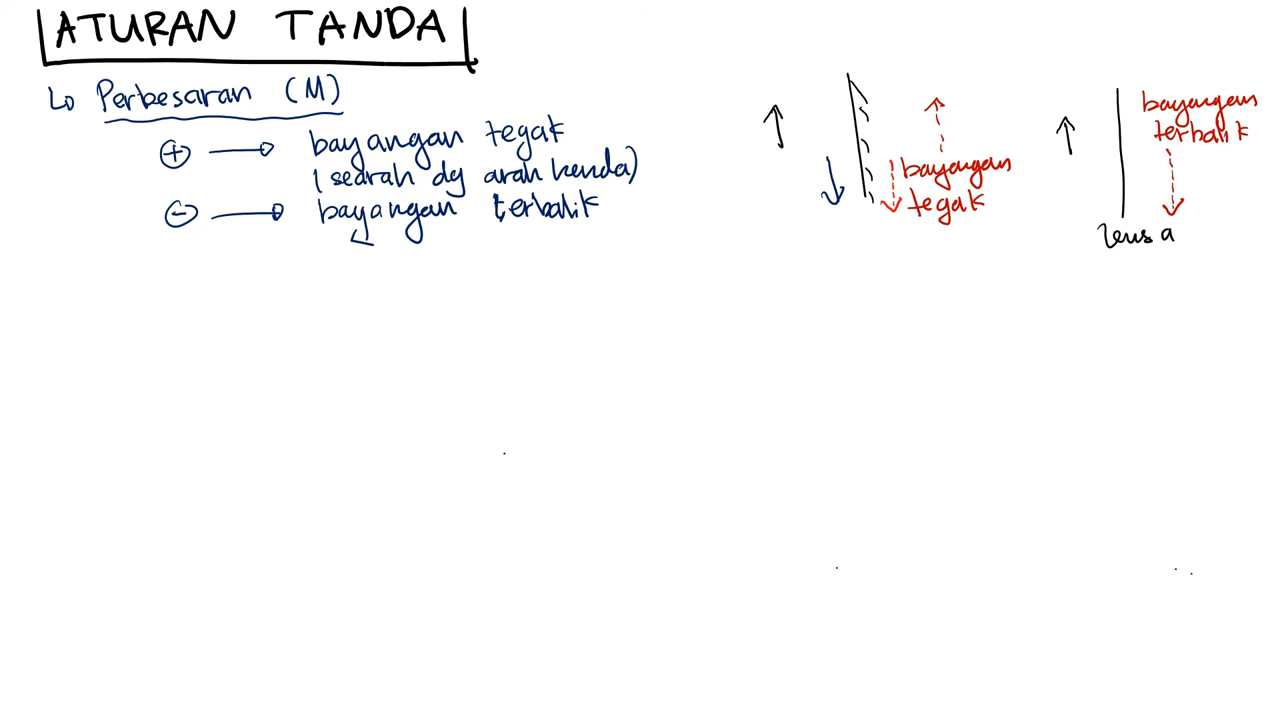 ATURAN TANDA
Perbesaran (M)
+ bayangan tegak
(searah dg arah benda)
- bayangan terbalik
bayangan
tegak
bayangan
terbalik
lensa